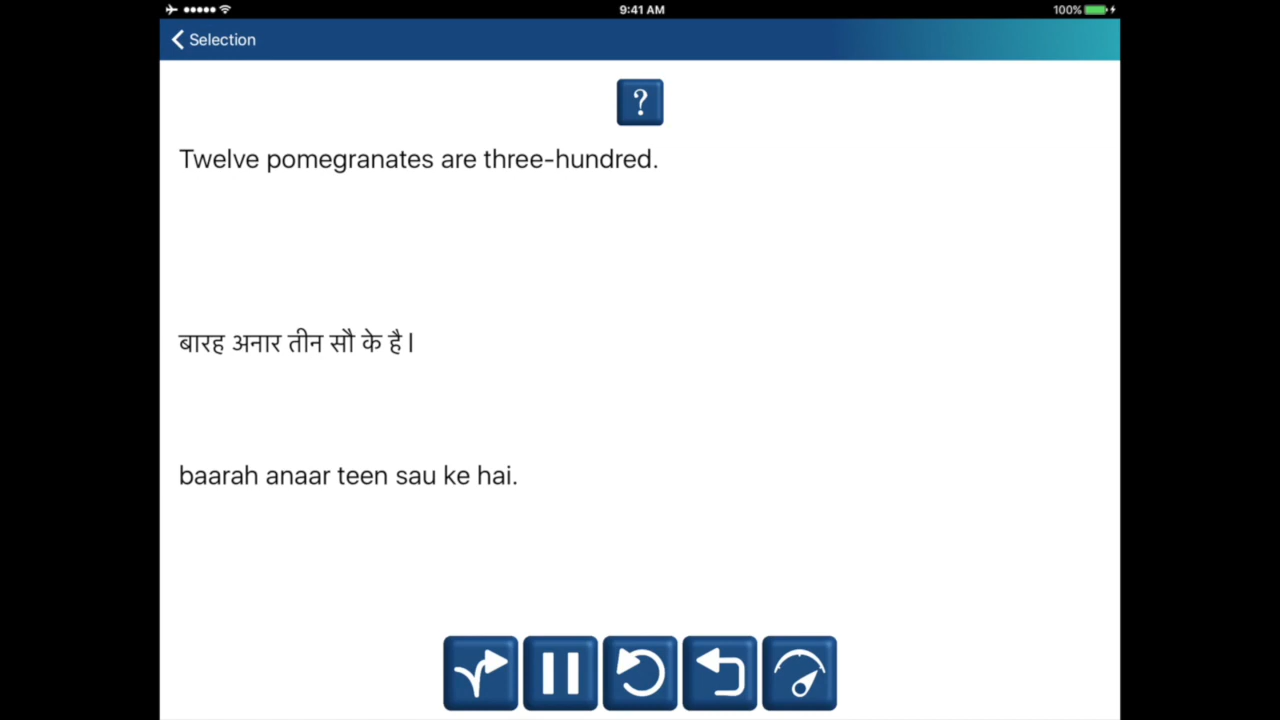 9:41 AM
100%
Selection
?
Twelve pomegranates are three-hundred.
बारह अनार तीन सौ के है।
baarah anaar teen sau ke hai.